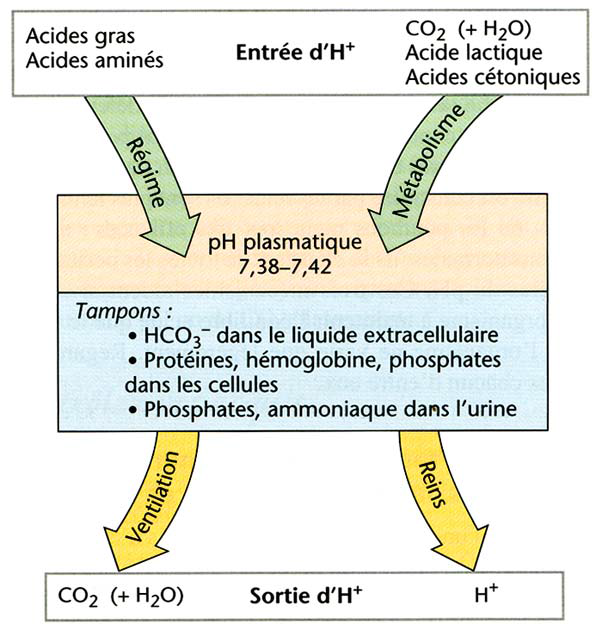 Acides gras
Acides aminés
Entrée d'H⁺
CO₂ (+ H₂O)
Acide lactique
Acides cétoniques
Régime
Métabolisme
pH plasmatique
7,38–7,42
Tampons :
• HCO₃⁻ dans le liquide extracellulaire
• Protéines, hémoglobine, phosphates
dans les cellules
• Phosphates, ammoniaque dans l'urine
Ventilation
Reins
CO₂ (+ H₂O)
Sortie d'H⁺
H⁺